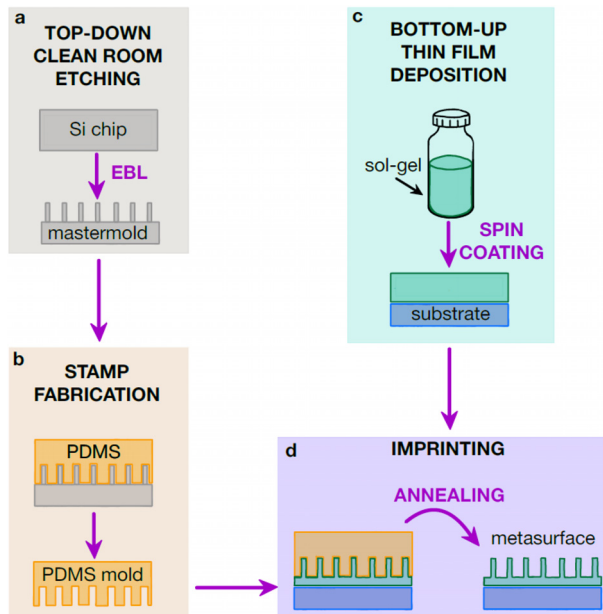 a
TOP-DOWN
CLEAN ROOM
ETCHING
Si chip
EBL
mastermold
b
STAMP
FABRICATION
PDMS
PDMS mold
c
BOTTOM-UP
THIN FILM
DEPOSITION
sol-gel
SPIN
COATING
substrate
d
IMPRINTING
ANNEALING
metasurface